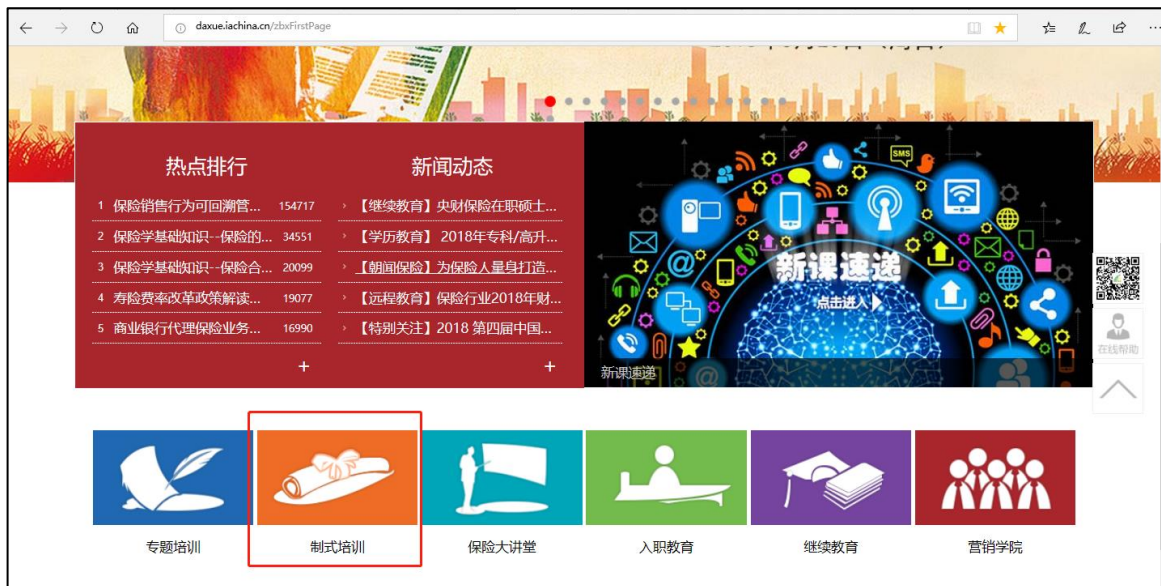 daxue.iachina.cn/zbxFirstPage
热点排行
1 保险销售行为可回溯管... 154717
2 保险学基础知识--保险的... 34551
3 保险学基础知识--保险合... 20099
4 寿险费率改革政策解读... 19077
5 商业银行代理保险业务... 16990
+
新闻动态
› 【继续教育】央财保险在职硕士...
› 【学历教育】 2018年专科/高升...
› 【朝闻保险】为保险人量身打造...
› 【远程教育】保险行业2018年财...
› 【特别关注】2018 第四届中国...
+
SMS
新课速递
点击进入
新课速递
在线帮助
专题培训
制式培训
保险大讲堂
入职教育
继续教育
营销学院